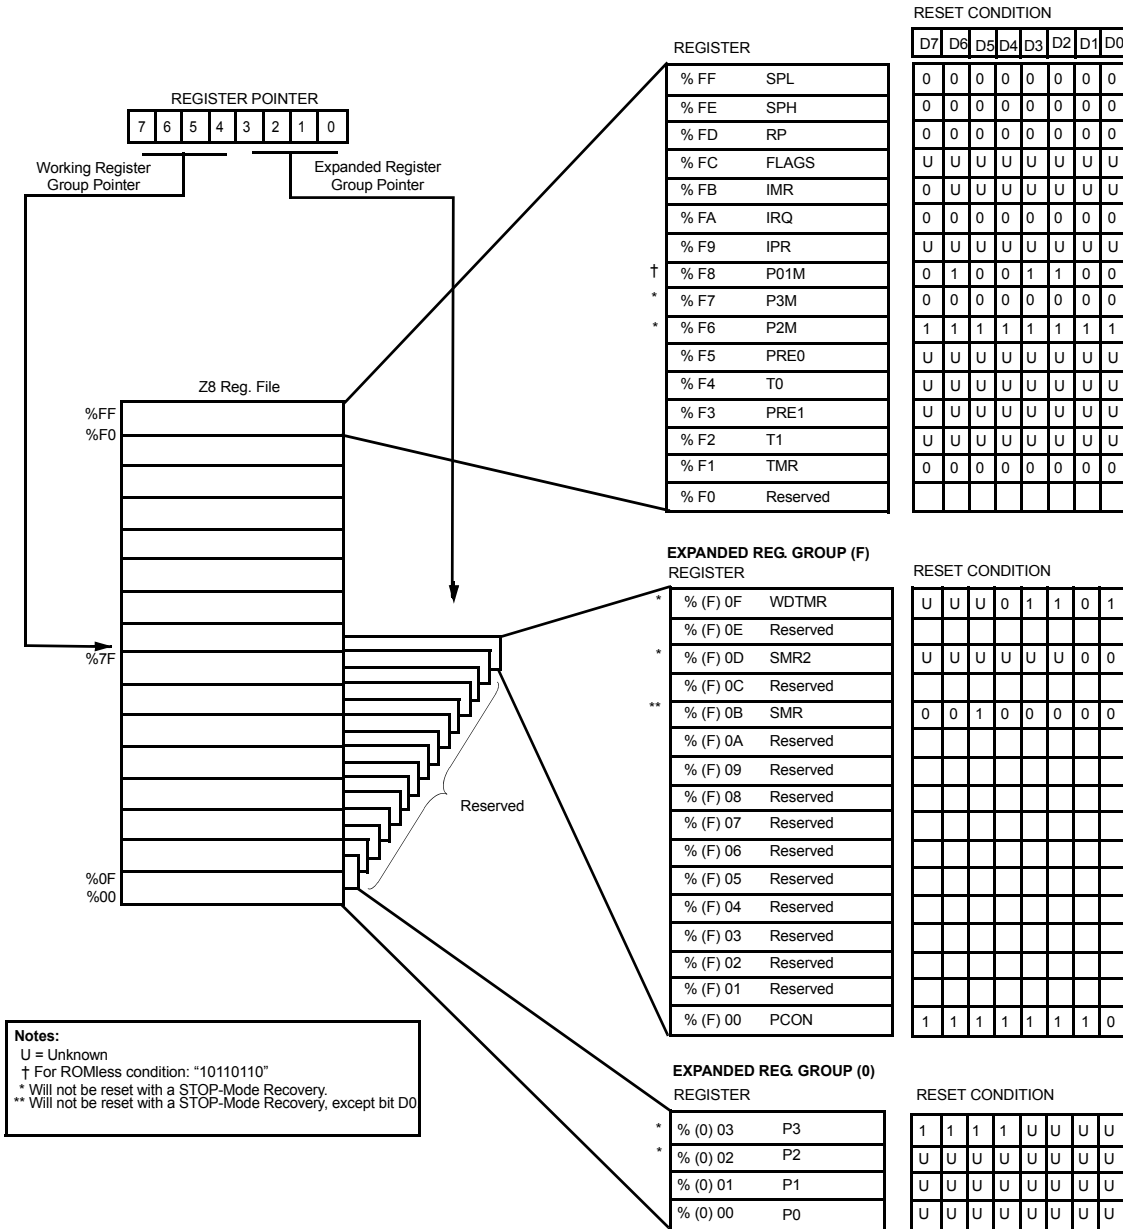 REGISTER POINTER
7 6 5 4 3 2 1 0
Working Register
Group Pointer
Expanded Register
Group Pointer
Z8 Reg. File
%FF
%F0
%7F
%0F
%00
Reserved
REGISTER
RESET CONDITION
D7 D6 D5 D4 D3 D2 D1 D0
% FF SPL 0 0 0 0 0 0 0 0
% FE SPH 0 0 0 0 0 0 0 0
% FD RP 0 0 0 0 0 0 0 0
% FC FLAGS U U U U U U U U
% FB IMR 0 U U U U U U U
% FA IRQ 0 0 0 0 0 0 0 0
% F9 IPR U U U U U U U U
† % F8 P01M 0 1 0 0 1 1 0 0
* % F7 P3M 0 0 0 0 0 0 0 0
* % F6 P2M 1 1 1 1 1 1 1 1
% F5 PRE0 U U U U U U U U
% F4 T0 U U U U U U U U
% F3 PRE1 U U U U U U U U
% F2 T1 U U U U U U U U
% F1 TMR 0 0 0 0 0 0 0 0
% F0 Reserved
EXPANDED REG. GROUP (F)
REGISTER
RESET CONDITION
* % (F) 0F WDTMR U U U 0 1 1 0 1
% (F) 0E Reserved
* % (F) 0D SMR2 U U U U U U 0 0
% (F) 0C Reserved
** % (F) 0B SMR 0 0 1 0 0 0 0 0
% (F) 0A Reserved
% (F) 09 Reserved
% (F) 08 Reserved
% (F) 07 Reserved
% (F) 06 Reserved
% (F) 05 Reserved
% (F) 04 Reserved
% (F) 03 Reserved
% (F) 02 Reserved
% (F) 01 Reserved
% (F) 00 PCON 1 1 1 1 1 1 1 0
EXPANDED REG. GROUP (0)
REGISTER
RESET CONDITION
* % (0) 03 P3 1 1 1 1 U U U U
* % (0) 02 P2 U U U U U U U U
% (0) 01 P1 U U U U U U U U
% (0) 00 P0 U U U U U U U U
Notes:
U = Unknown
† For ROMless condition: “10110110”
* Will not be reset with a STOP-Mode Recovery.
** Will not be reset with a STOP-Mode Recovery, except bit D0